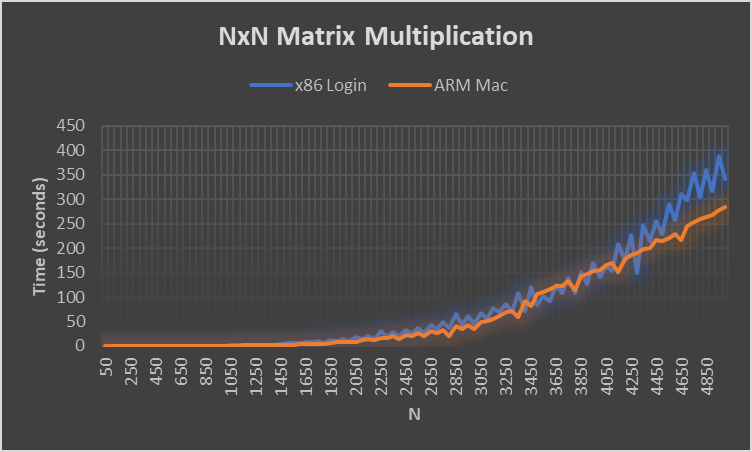 NxN Matrix Multiplication
x86 Login ARM Mac
450
400
350
300
250
200
150
100
50
0
Time (seconds)
50 250 450 650 850 1050 1250 1450 1650 1850 2050 2250 2450 2650 2850 3050 3250 3450 3650 3850 4050 4250 4450 4650 4850
N